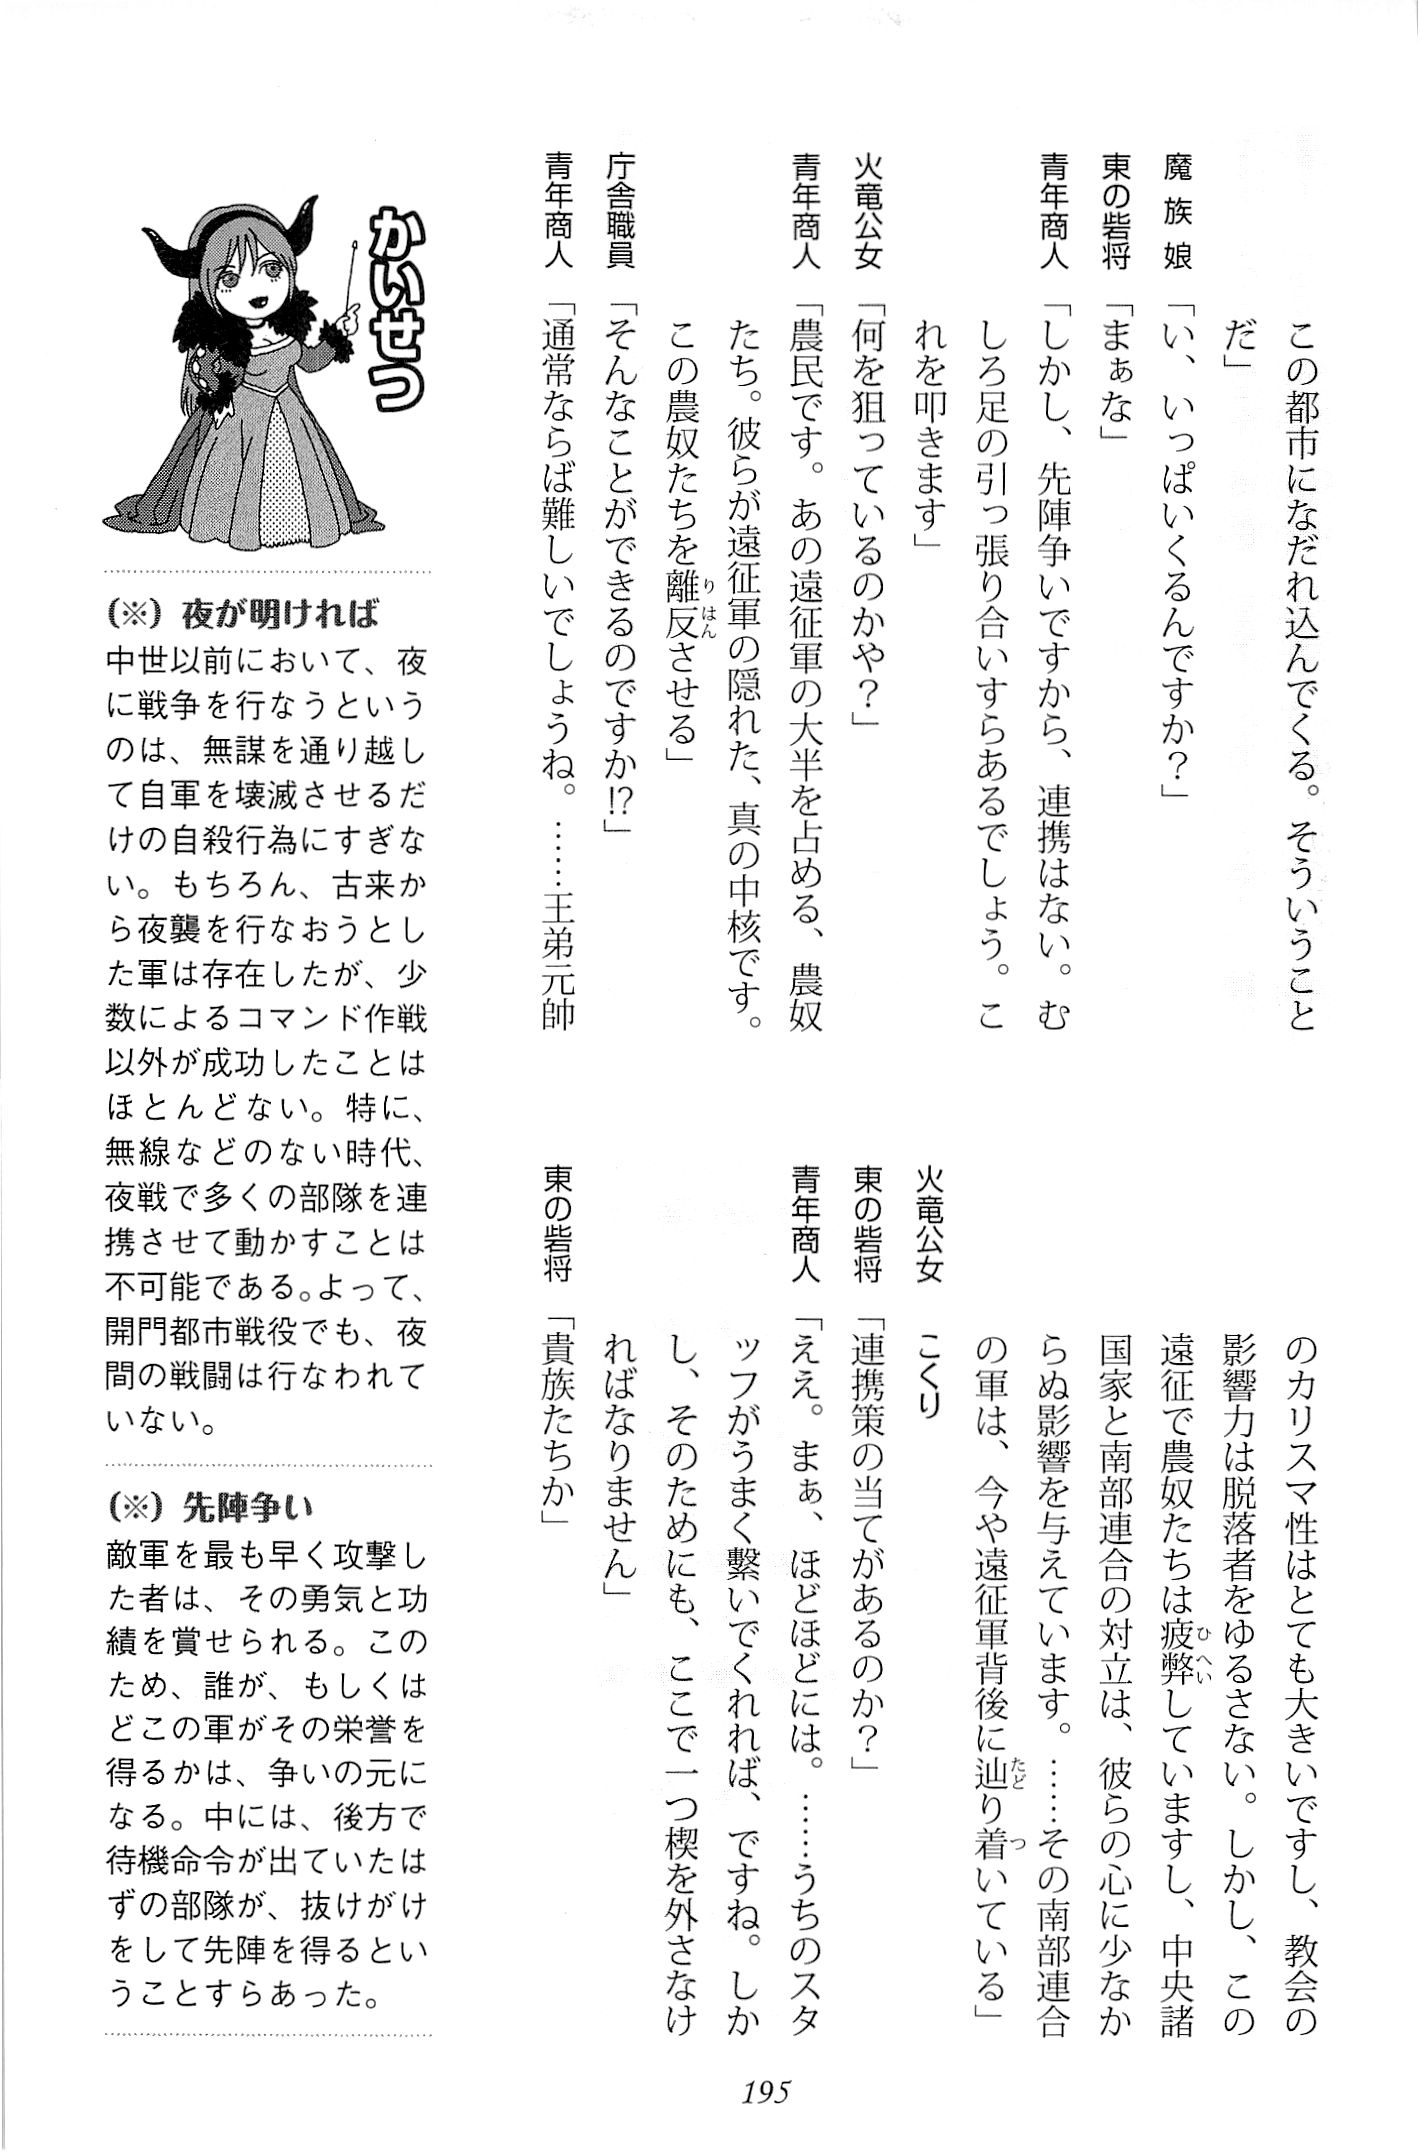 この都市になだれ込んでくる。そういうこと
だ」
魔族娘「い、いっぱいくるんですか？」
東の砦将「まぁな」
青年商人「しかし、先陣争いですから、連携はない。む
しろ足の引っ張り合いすらあるでしょう。こ
れを叩きます」
火竜公女「何を狙っているのかや？」
青年商人「農民です。あの遠征軍の大半を占める、農奴
たち。彼らが遠征軍の隠れた、真の中核です。
この農奴たちを離反させる」
りはん
庁舎職員「そんなことができるのですか!?」
青年商人「通常ならば難しいでしょうね。……王弟元帥
のカリスマ性はとても大きいですし、教会の
影響力は脱落者をゆるさない。しかし、この
遠征で農奴たちは疲弊していますし、中央諸
ひへい
国家と南部連合の対立は、彼らの心に少なか
らぬ影響を与えています。……その南部連合
の軍は、今や遠征軍背後に辿り着いている」
たど
つ
火竜公女　こくり
東の砦将「連携策の当てがあるのか？」
青年商人「ええ。まぁ、ほどほどには。……うちのスタ
ッフがうまく繋いでくれれば、ですね。しか
し、そのためにも、ここで一つ楔を外さなけ
ればなりません」
東の砦将「貴族たちか」
かいせつ
（※）夜が明ければ
中世以前において、夜
に戦争を行なうという
のは、無謀を通り越し
て自軍を壊滅させるだ
けの自殺行為にすぎな
い。もちろん、古来か
ら夜襲を行なおうとし
た軍は存在したが、少
数によるコマンド作戦
以外が成功したことは
ほとんどない。特に、
無線などのない時代、
夜戦で多くの部隊を連
携させて動かすことは
不可能である。よって、
開門都市戦役でも、夜
間の戦闘は行なわれて
いない。
（※）先陣争い
敵軍を最も早く攻撃し
た者は、その勇気と功
績を賞せられる。この
ため、誰が、もしくは
どこの軍がその栄誉を
得るかは、争いの元に
なる。中には、後方で
待機命令が出ていたは
ずの部隊が、抜けがけ
をして先陣を得るとい
うことすらあった。
195